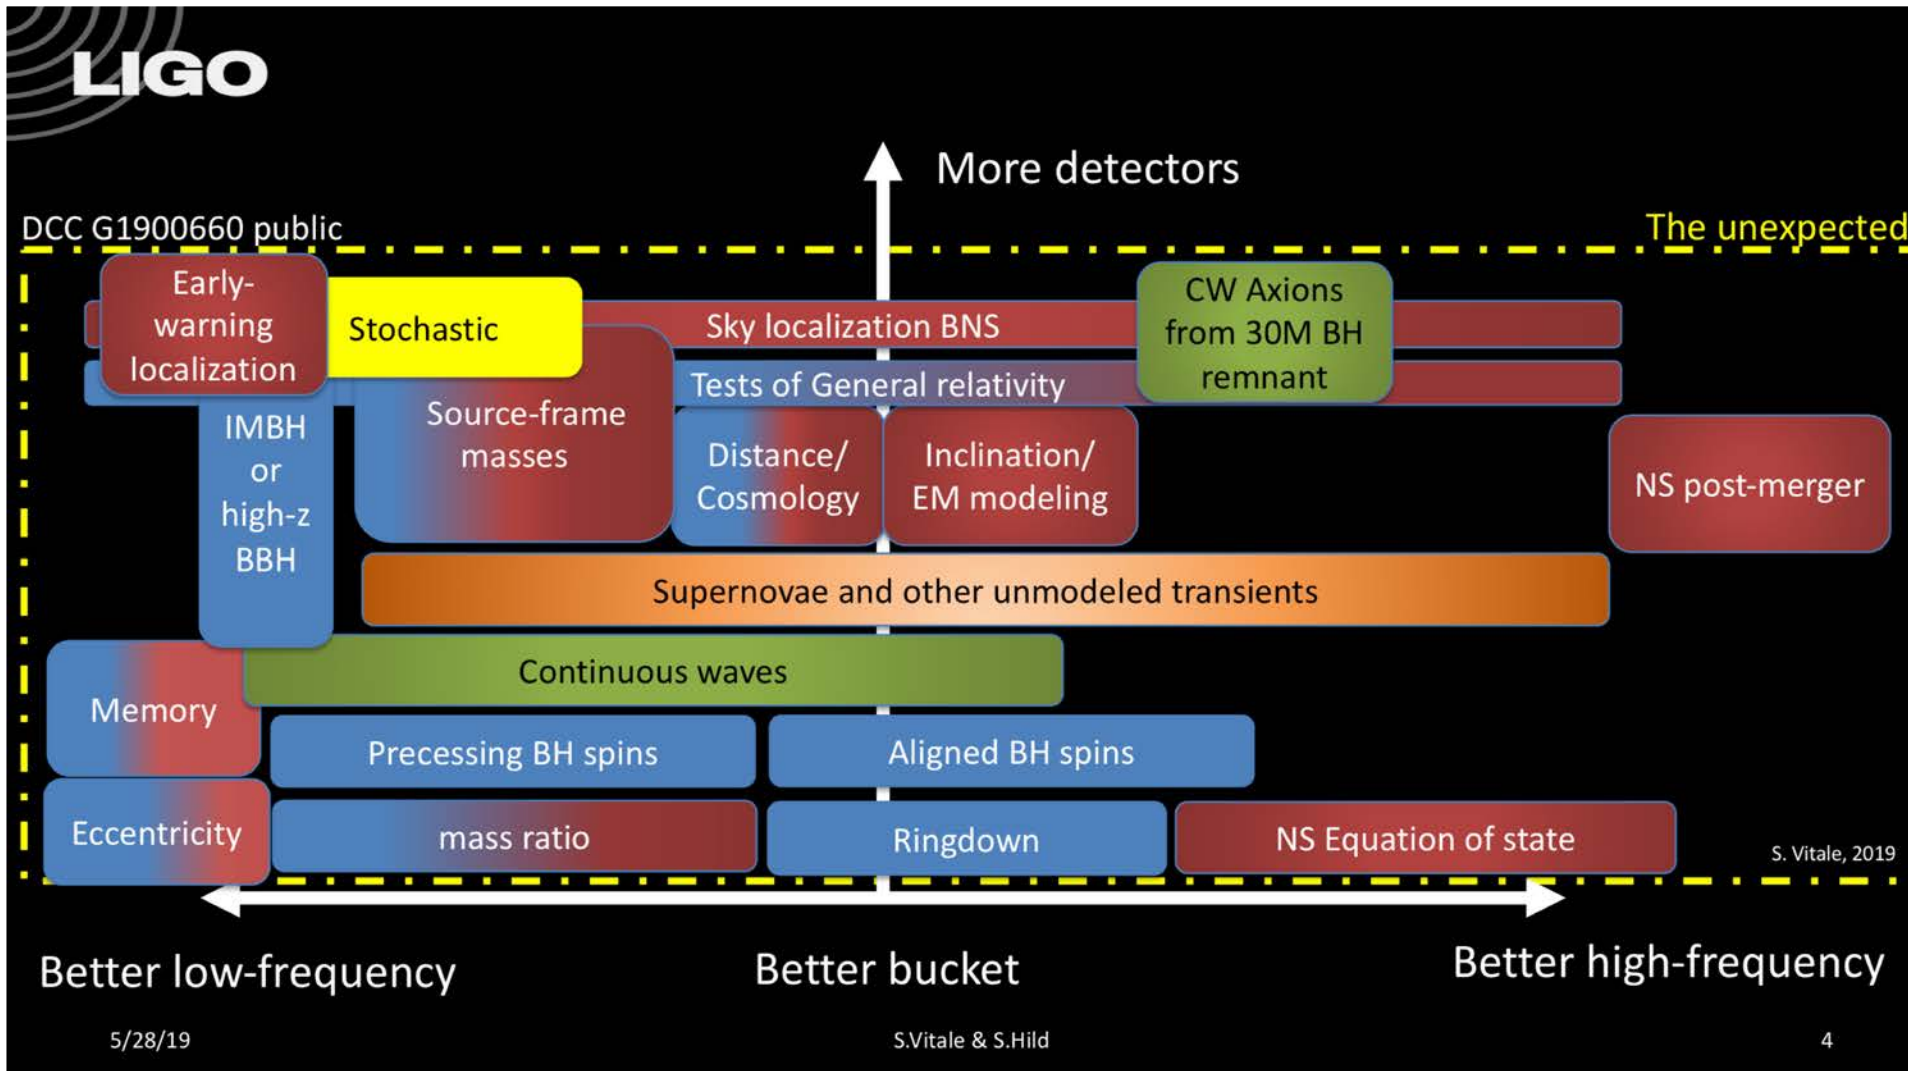 LIGO
More detectors
DCC G1900660 public
The unexpected
Early-
warning
localization
Stochastic
Sky localization BNS
CW Axions
from 30M BH
remnant
Tests of General relativity
IMBH
or
high-z
BBH
Source-frame
masses
Distance/
Cosmology
Inclination/
EM modeling
NS post-merger
Supernovae and other unmodeled transients
Continuous waves
Memory
Precessing BH spins
Aligned BH spins
Eccentricity
mass ratio
Ringdown
NS Equation of state
S. Vitale, 2019
Better low-frequency
Better bucket
Better high-frequency
5/28/19
S.Vitale & S.Hild
4